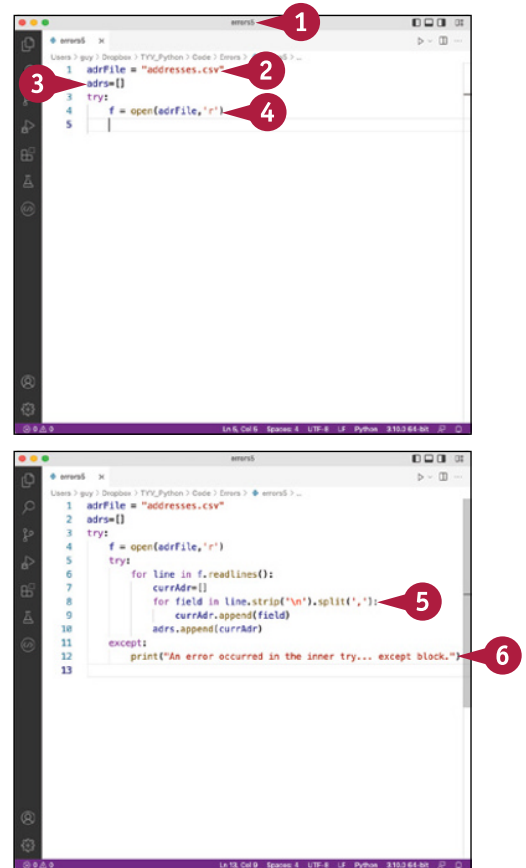 errors5
1
errors5 ×
Users > guy > Dropbox > TYV_Python > Code > Errors > errors5 > ...
1 adrFile = "addresses.csv"
2
3
adrs=[]
3 try:
4 f = open(adrFile,'r')
4
5
0 0 Ln 5, Col 5 Spaces: 4 UTF-8 LF Python 3.10.3 64-bit
errors5
errors5 ×
Users > guy > Dropbox > TYV_Python > Code > Errors > errors5 > ...
1 adrFile = "addresses.csv"
2 adrs=[]
3 try:
4 f = open(adrFile,'r')
5 try:
6 for line in f.readlines():
7 currAdr=[]
8 for field in line.strip('\n').split(','):
5
9 currAdr.append(field)
10 adrs.append(currAdr)
11 except:
12 print("An error occurred in the inner try... except block.")
6
13
0 0 Ln 13, Col 9 Spaces: 4 UTF-8 LF Python 3.10.3 64-bit